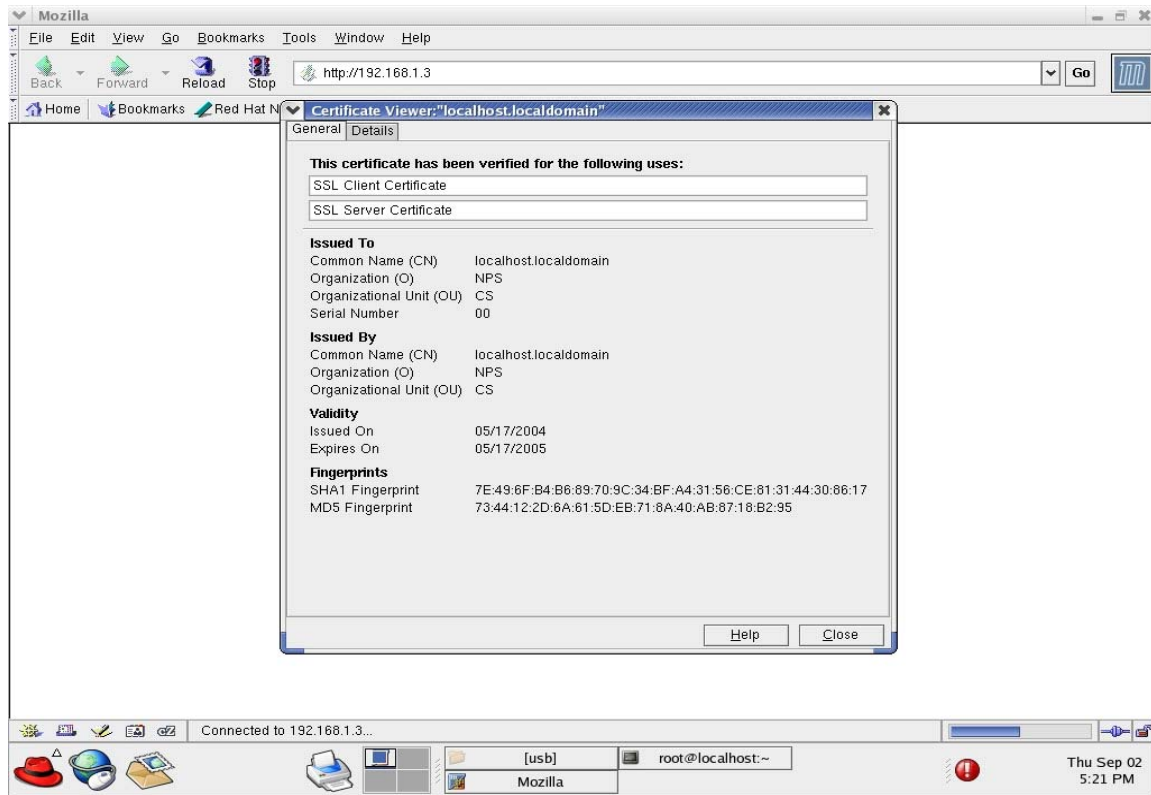 Mozilla
File Edit View Go Bookmarks Tools Window Help
Back Forward Reload Stop http://192.168.1.3 Go
Home Bookmarks Red Hat N
Certificate Viewer:"localhost.localdomain"
General Details
This certificate has been verified for the following uses:
SSL Client Certificate
SSL Server Certificate
Issued To
Common Name (CN) localhost.localdomain
Organization (O) NPS
Organizational Unit (OU) CS
Serial Number 00
Issued By
Common Name (CN) localhost.localdomain
Organization (O) NPS
Organizational Unit (OU) CS
Validity
Issued On 05/17/2004
Expires On 05/17/2005
Fingerprints
SHA1 Fingerprint 7E:49:6F:B4:B6:89:70:9C:34:BF:A4:31:56:CE:81:31:44:30:86:17
MD5 Fingerprint 73:44:12:2D:6A:61:5D:EB:71:8A:40:AB:87:18:B2:95
Help Close
Connected to 192.168.1.3...
[usb] root@localhost:~
Mozilla
Thu Sep 02
5:21 PM